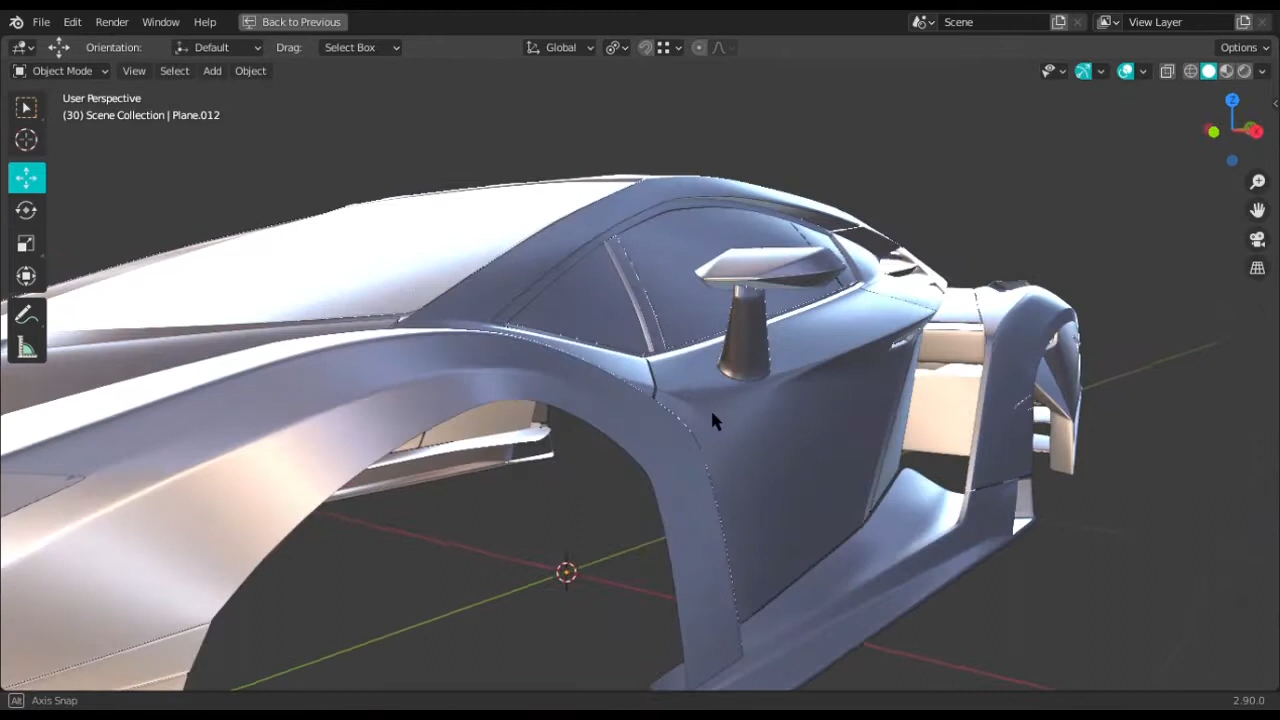 File Edit Render Window Help Back to Previous Scene View Layer
Orientation: Default Drag: Select Box Global Options
Object Mode View Select Add Object
User Perspective
(30) Scene Collection | Plane.012
Z
Alt Axis Snap 2.90.0